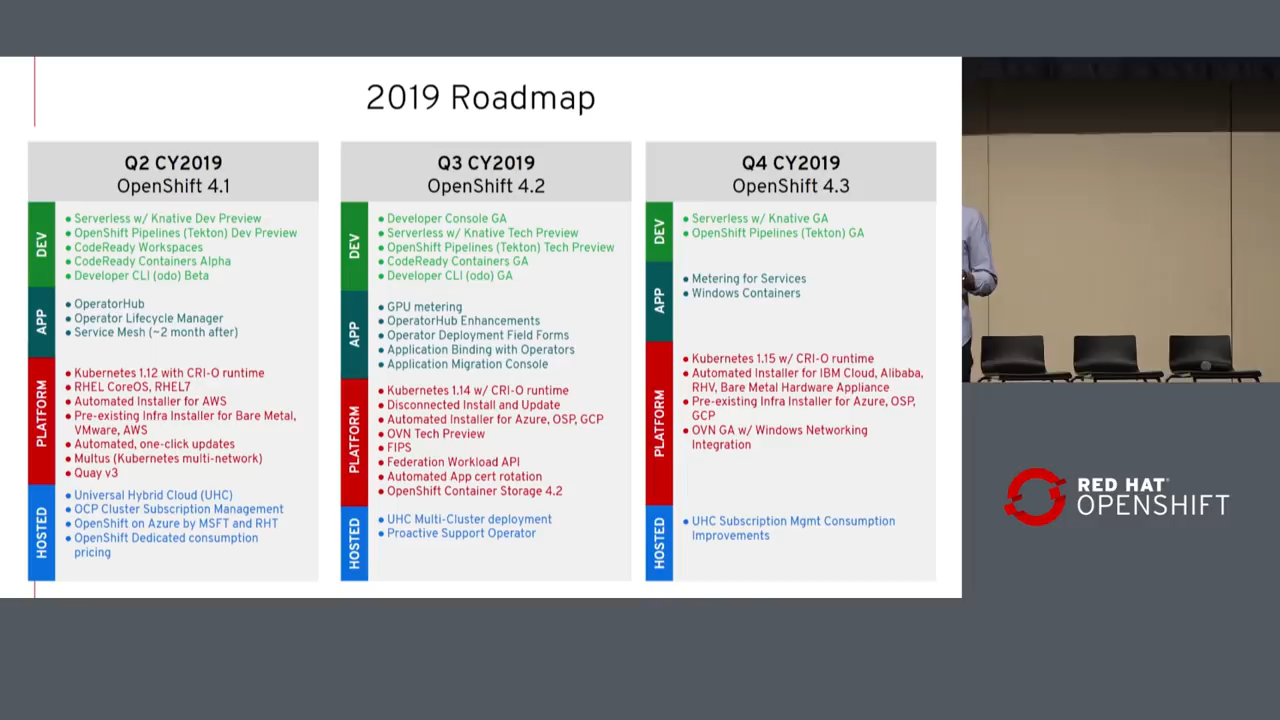 2019 Roadmap
Q2 CY2019
OpenShift 4.1
DEV
• Serverless w/ Knative Dev Preview
• OpenShift Pipelines (Tekton) Dev Preview
• CodeReady Workspaces
• CodeReady Containers Alpha
• Developer CLI (odo) Beta
APP
• OperatorHub
• Operator Lifecycle Manager
• Service Mesh (~2 month after)
PLATFORM
• Kubernetes 1.12 with CRI-O runtime
• RHEL CoreOS, RHEL7
• Automated Installer for AWS
• Pre-existing Infra Installer for Bare Metal,
VMware, AWS
• Automated, one-click updates
• Multus (Kubernetes multi-network)
• Quay v3
HOSTED
• Universal Hybrid Cloud (UHC)
• OCP Cluster Subscription Management
• OpenShift on Azure by MSFT and RHT
• OpenShift Dedicated consumption
pricing
Q3 CY2019
OpenShift 4.2
DEV
• Developer Console GA
• Serverless w/ Knative Tech Preview
• OpenShift Pipelines (Tekton) Tech Preview
• CodeReady Containers GA
• Developer CLI (odo) GA
APP
• GPU metering
• OperatorHub Enhancements
• Operator Deployment Field Forms
• Application Binding with Operators
• Application Migration Console
PLATFORM
• Kubernetes 1.14 w/ CRI-O runtime
• Disconnected Install and Update
• Automated Installer for Azure, OSP, GCP
• OVN Tech Preview
• FIPS
• Federation Workload API
• Automated App cert rotation
• OpenShift Container Storage 4.2
HOSTED
• UHC Multi-Cluster deployment
• Proactive Support Operator
Q4 CY2019
OpenShift 4.3
DEV
• Serverless w/ Knative GA
• OpenShift Pipelines (Tekton) GA
APP
• Metering for Services
• Windows Containers
PLATFORM
• Kubernetes 1.15 w/ CRI-O runtime
• Automated Installer for IBM Cloud, Alibaba,
RHV, Bare Metal Hardware Appliance
• Pre-existing Infra Installer for Azure, OSP,
GCP
• OVN GA w/ Windows Networking
Integration
HOSTED
• UHC Subscription Mgmt Consumption
Improvements
RED HAT®
OPENSHIFT